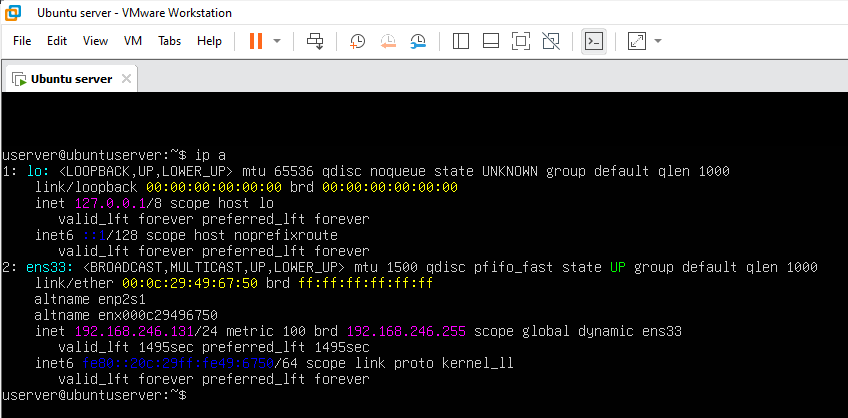 Ubuntu server - VMware Workstation
File Edit View VM Tabs Help
Ubuntu server
userver@ubuntuserver:~$ ip a
1: lo: <LOOPBACK,UP,LOWER_UP> mtu 65536 qdisc noqueue state UNKNOWN group default qlen 1000
    link/loopback 00:00:00:00:00:00 brd 00:00:00:00:00:00
    inet 127.0.0.1/8 scope host lo
       valid_lft forever preferred_lft forever
    inet6 ::1/128 scope host noprefixroute
       valid_lft forever preferred_lft forever
2: ens33: <BROADCAST,MULTICAST,UP,LOWER_UP> mtu 1500 qdisc pfifo_fast state UP group default qlen 1000
    link/ether 00:0c:29:49:67:50 brd ff:ff:ff:ff:ff:ff
    altname enp2s1
    altname enx000c29496750
    inet 192.168.246.131/24 metric 100 brd 192.168.246.255 scope global dynamic ens33
       valid_lft 1495sec preferred_lft 1495sec
    inet6 fe80::20c:29ff:fe49:6750/64 scope link proto kernel_ll
       valid_lft forever preferred_lft forever
userver@ubuntuserver:~$